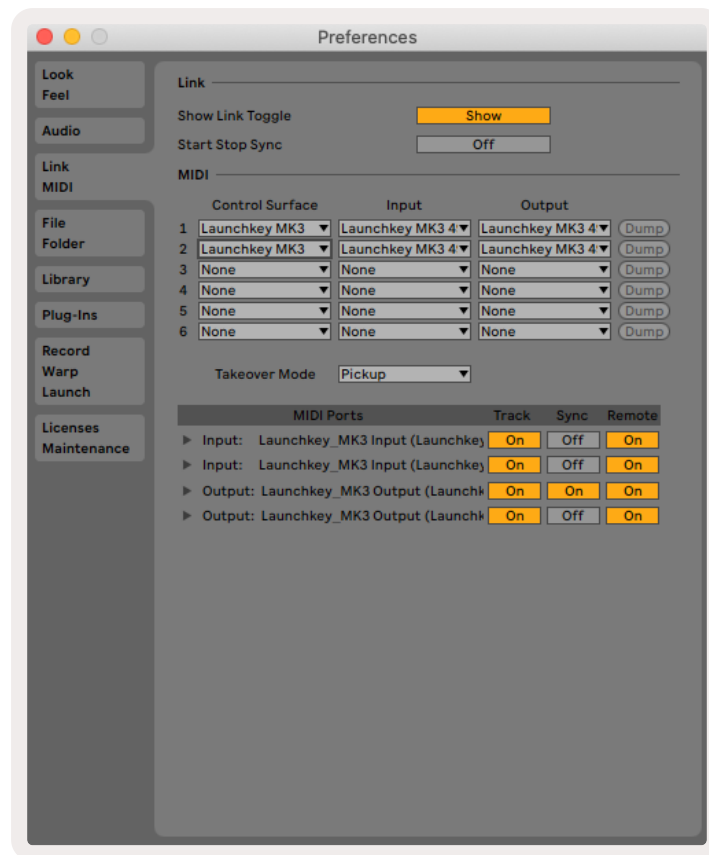 Preferences
Look
Feel
Audio
Link
MIDI
File
Folder
Library
Plug-Ins
Record
Warp
Launch
Licenses
Maintenance
Link
Show Link Toggle Show
Start Stop Sync Off
MIDI
Control Surface Input Output
1 Launchkey MK3 Launchkey MK3 4 Launchkey MK3 4 Dump
2 Launchkey MK3 Launchkey MK3 4 Launchkey MK3 4 Dump
3 None None None Dump
4 None None None Dump
5 None None None Dump
6 None None None Dump
Takeover Mode Pickup
MIDI Ports Track Sync Remote
Input: Launchkey_MK3 Input (Launchkey On Off On
Input: Launchkey_MK3 Input (Launchkey On Off On
Output: Launchkey_MK3 Output (Launchk On On On
Output: Launchkey_MK3 Output (Launchk On Off On